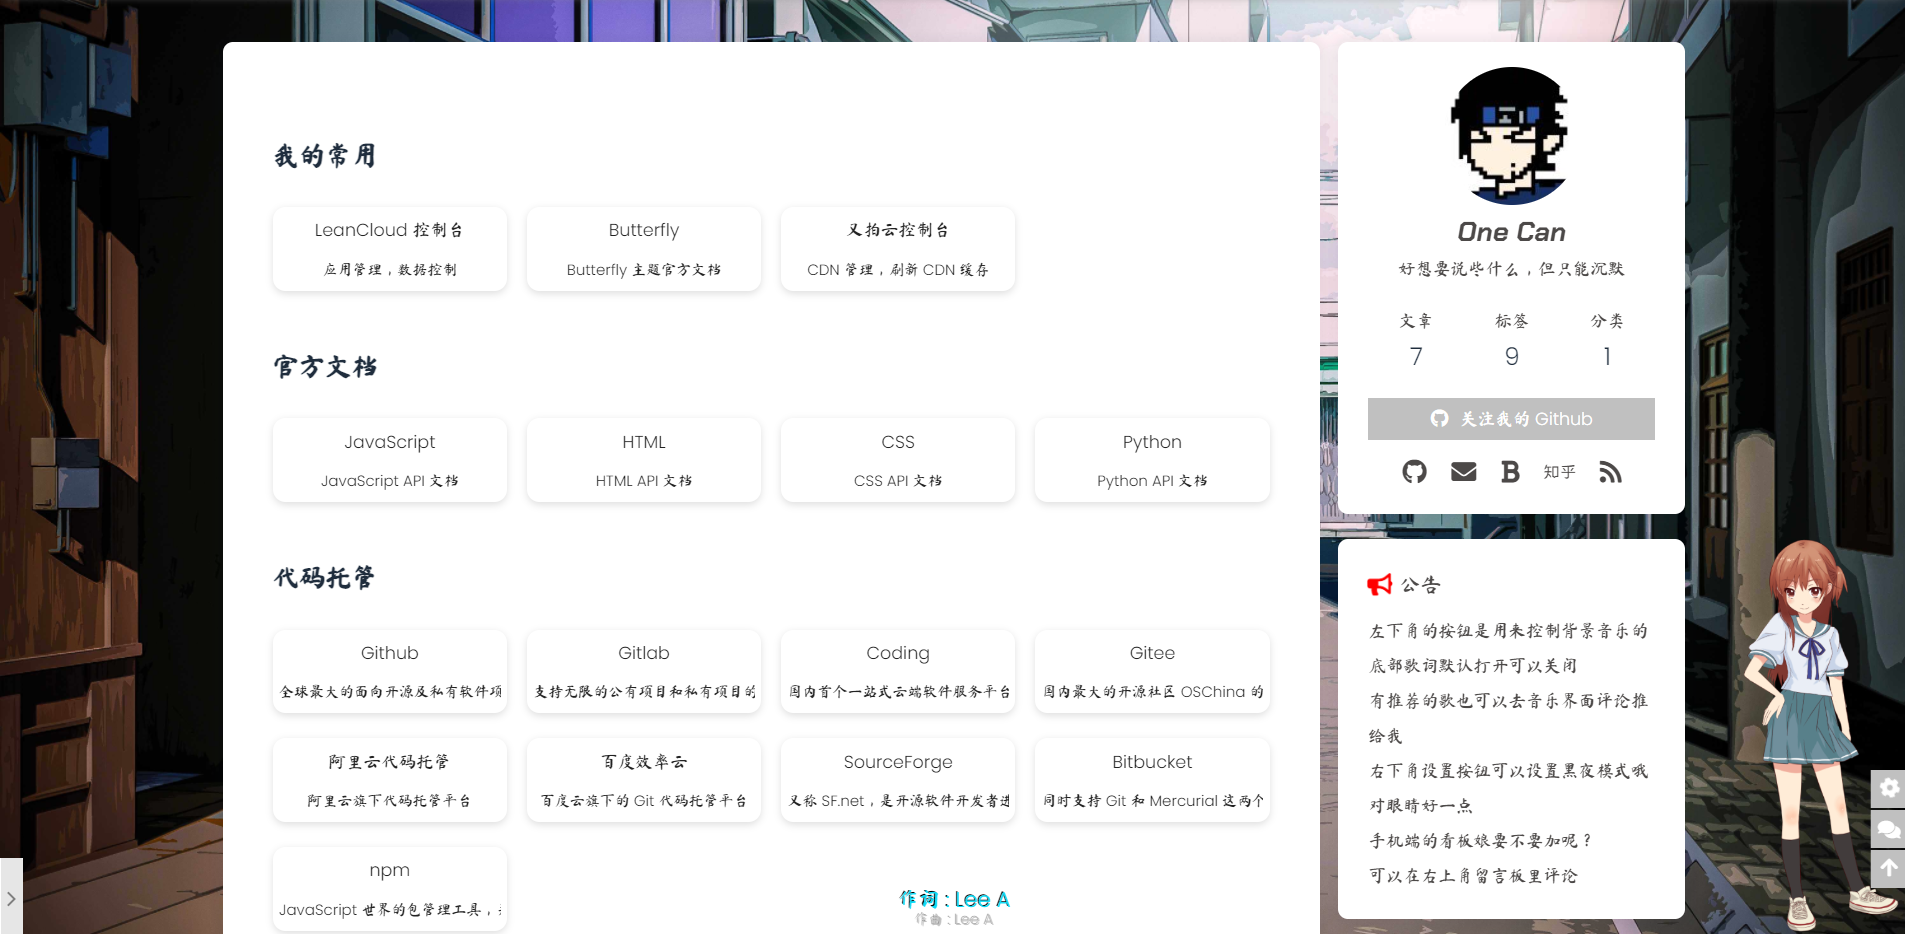 我的常用
LeanCloud 控制台
应用管理，数据控制
Butterfly
Butterfly 主题官方文档
又拍云控制台
CDN 管理，刷新 CDN 缓存
官方文档
JavaScript
JavaScript API 文档
HTML
HTML API 文档
CSS
CSS API 文档
Python
Python API 文档
代码托管
Github
全球最大的面向开源及私有软件项
Gitlab
支持无限的公有项目和私有项目的
Coding
国内首个一站式云端软件服务平台
Gitee
国内最大的开源社区 OSChina 的
阿里云代码托管
阿里云旗下代码托管平台
百度效率云
百度云旗下的 Git 代码托管平台
SourceForge
又称 SF.net，是开源软件开发者进
Bitbucket
同时支持 Git 和 Mercurial 这两个
npm
JavaScript 世界的包管理工具，
作词 : Lee A
作曲 : Lee A
One Can
好想要说些什么，但只能沉默
文章 标签 分类
7 9 1
关注我的 Github
知乎
公告
左下角的按钮是用来控制背景音乐的
底部歌词默认打开可以关闭
有推荐的歌也可以去音乐界面评论推
给我
右下角设置按钮可以设置黑夜模式哦
对眼睛好一点
手机端的看板娘要不要加呢？
可以在右上角留言板里评论